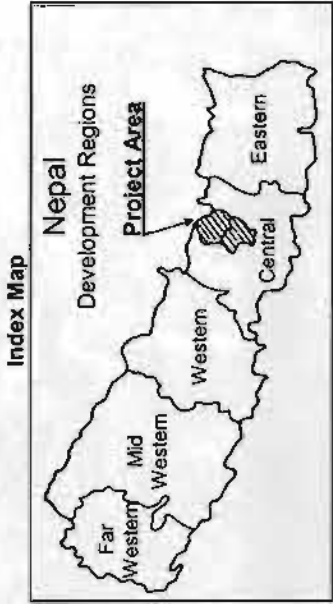 Index Map
Nepal
Development Regions
Project Area
Far
Western
Mid
Western
Western
Central
Eastern